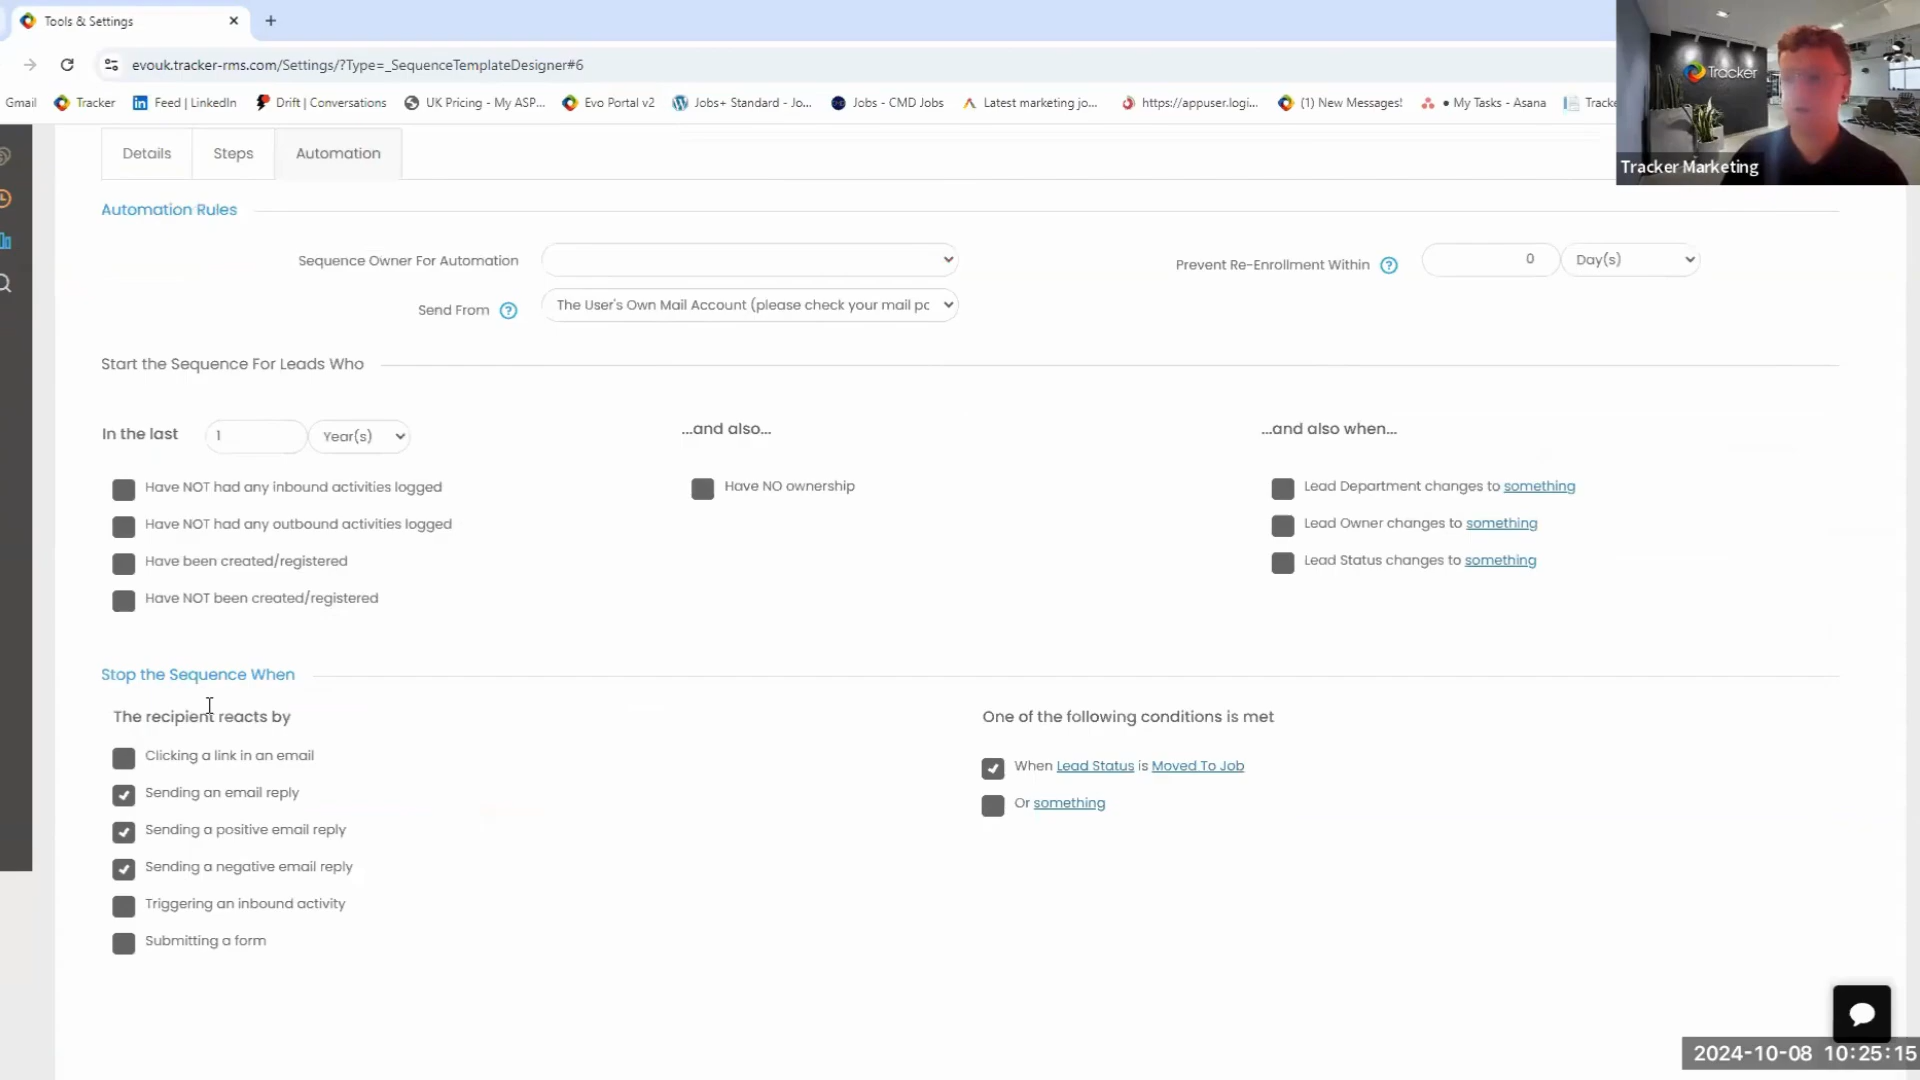 Tools & Settings
evouk.tracker-rms.com/Settings/?Type=_SequenceTemplateDesigner#6
Gmail
Tracker
Feed | LinkedIn
Drift | Conversations
UK Pricing - My ASP...
Evo Portal v2
Jobs+ Standard - Jo...
Jobs - CMD Jobs
Latest marketing jo...
https://appuser.logi...
(1) New Messages!
• My Tasks - Asana
Tracke
Tracker
Tracker Marketing
Details
Steps
Automation
Automation Rules
Sequence Owner For Automation
Prevent Re-Enrollment Within ? 0 Day(s)
Send From ? The User's Own Mail Account (please check your mail pc
Start the Sequence For Leads Who
In the last 1 Year(s)
...and also...
...and also when...
Have NOT had any inbound activities logged
Have NOT had any outbound activities logged
Have been created/registered
Have NOT been created/registered
Have NO ownership
Lead Department changes to something
Lead Owner changes to something
Lead Status changes to something
Stop the Sequence When
The recipient reacts by
Clicking a link in an email
Sending an email reply
Sending a positive email reply
Sending a negative email reply
Triggering an inbound activity
Submitting a form
One of the following conditions is met
When Lead Status is Moved To Job
Or something
2024-10-08 10:25:15